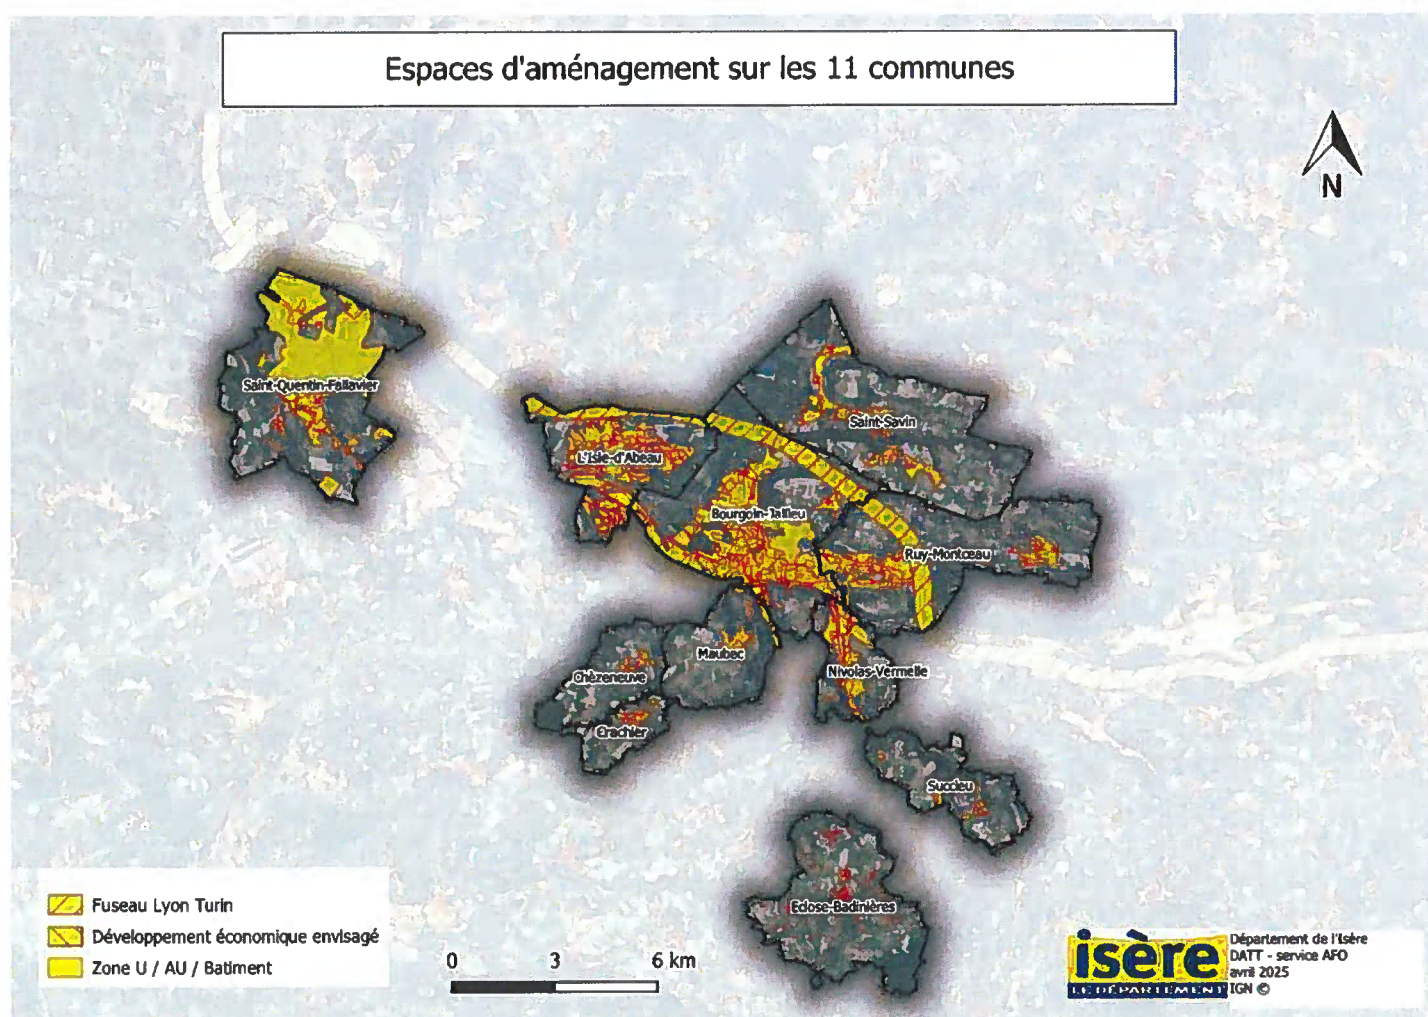 Espaces d'aménagement sur les 11 communes
N
Saint-Quentin-Fallavier
Saint-Savin
L'Isle-d'Abeau
Bourgoin-Jallieu
Ruy-Montceau
Maubec
Nivolas-Vermelle
Chèzeneuve
Crachier
Succieu
Eclose-Badinières
Fuseau Lyon Turin
Développement économique envisagé
Zone U / AU / Batiment
0 3 6 km
isère
LE DÉPARTEMENT
Département de l'Isère
DATT - service AFO
avril 2025
IGN ©